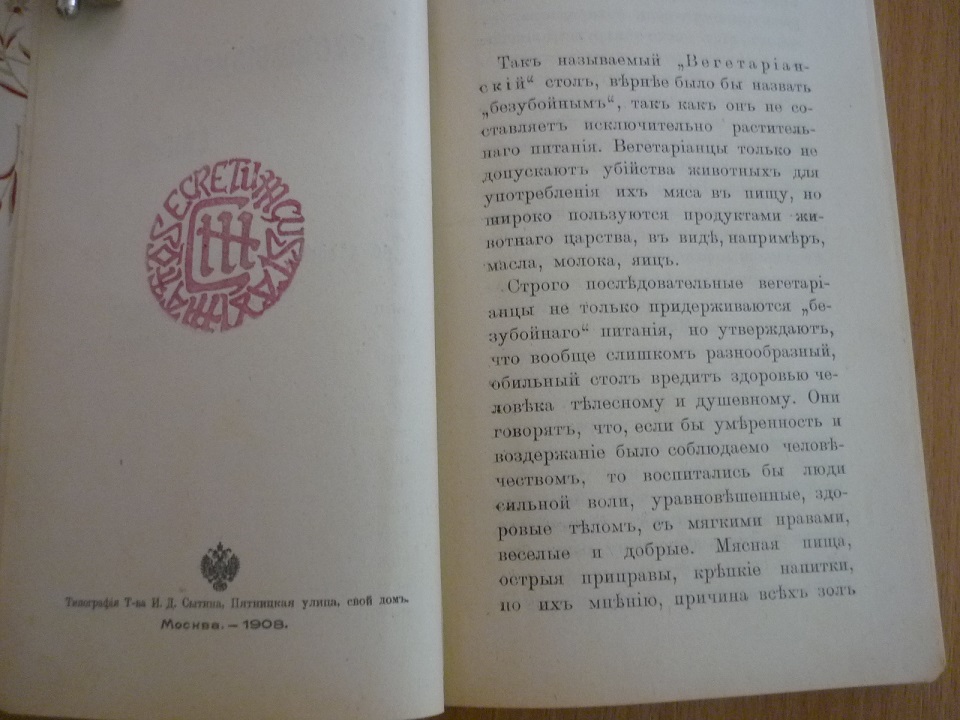 SECRETUM
Типографія Т-ва И. Д. Сытина, Пятницкая улица, свой домъ.
Москва. — 1908.
Такъ называемый „Вегетаріан-
скій“ столъ, вѣрнѣе было бы назвать
„безубойнымъ“, такъ какъ онъ не со-
ставляетъ исключительно раститель-
наго питанія. Вегетаріанцы только не
допускаютъ убійства животныхъ для
употребленія ихъ мяса въ пищу, но
широко пользуются продуктами жи-
вотнаго царства, въ видѣ, напримѣръ,
масла, молока, яицъ.
Строго послѣдовательные вегетарі-
анцы не только придерживаются „бе-
зубойнаго“ питанія, но утверждаютъ,
что вообще слишкомъ разнообразный,
обильный столъ вредитъ здоровью че-
ловѣка тѣлесному и душевному. Они
говорятъ, что, если бы умѣренность и
воздержаніе было соблюдаемо человѣ-
чествомъ, то воспитались бы люди
сильной воли, уравновѣшенные, здо-
ровые тѣломъ, съ мягкими нравами,
веселые и добрые. Мясная пища,
острыя приправы, крѣпкіе напитки,
по ихъ мнѣнію, причина всѣхъ золъ